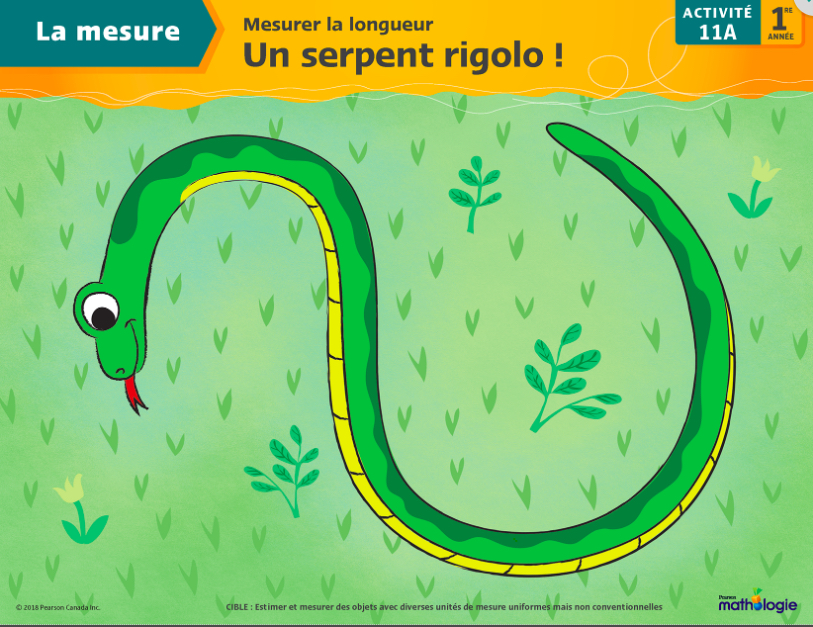 La mesure
Mesurer la longueur
Un serpent rigolo !
ACTIVITÉ
11A
1RE
ANNÉE
© 2018 Pearson Canada Inc.
CIBLE : Estimer et mesurer des objets avec diverses unités de mesure uniformes mais non conventionnelles
Pearson
mathologie